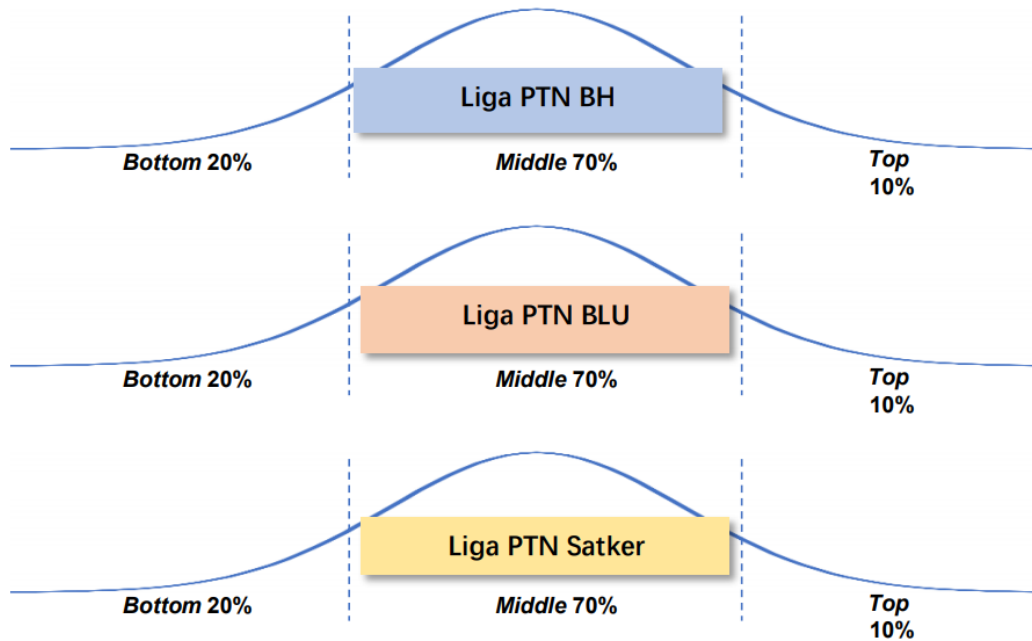 Liga PTN BH
Bottom 20%
Middle 70%
Top
10%
Liga PTN BLU
Bottom 20%
Middle 70%
Top
10%
Liga PTN Satker
Bottom 20%
Middle 70%
Top
10%